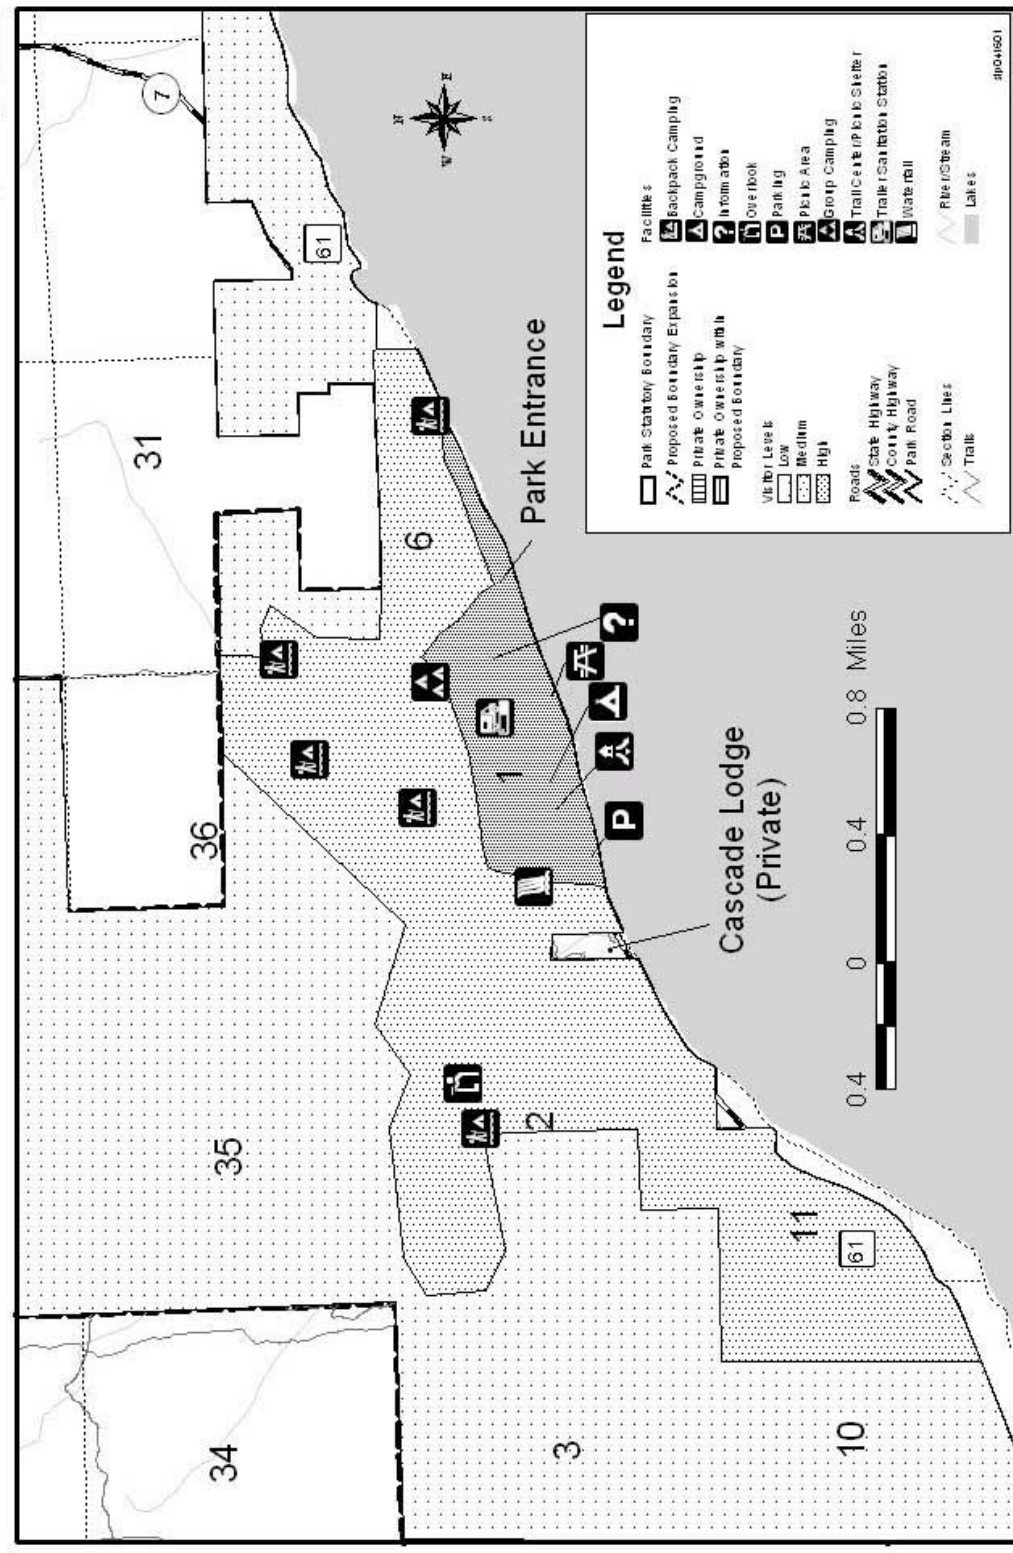 7
61
31
6
36
1
35
2
34
3
11
61
10
Park Entrance
Cascade Lodge
(Private)
N
E
S
W
0.4 0 0.4 0.8 Miles
Legend
Park Statutory Boundary
Proposed Boundary Expansion
Private Ownership
Private Ownership within
Proposed Boundary
Visitor Levels
Low
Medium
High
Roads
State Highway
County Highway
Park Road
Section Lines
Trails
Facilities
Backpack Camping
Campground
? Information
Overlook
P Parking
Picnic Area
Group Camping
Trail Center/Picnic Shelter
Trailer Sanitation Station
Waterfall
River/Stream
Lakes
?
P